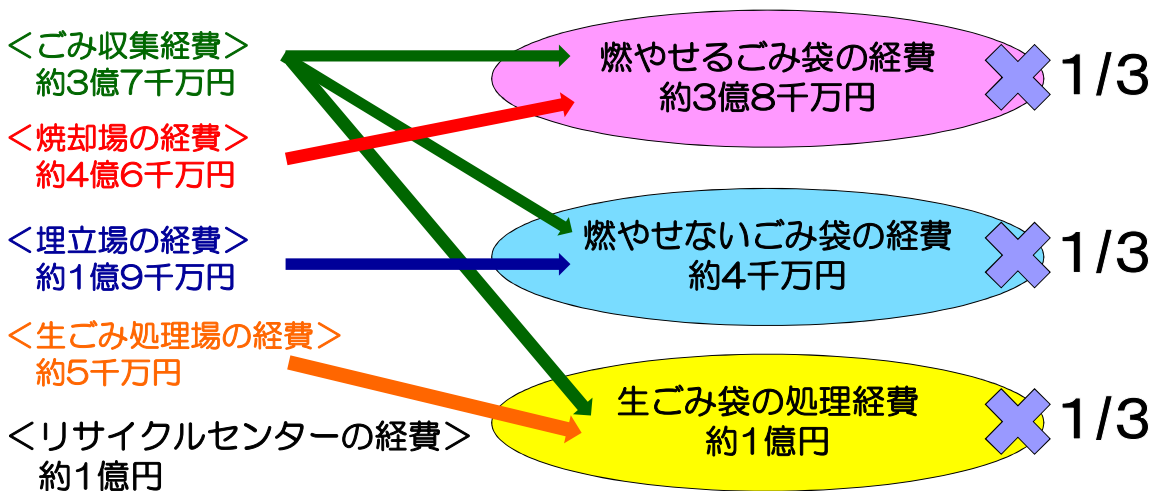 ＜ごみ収集経費＞
約3億7千万円
＜焼却場の経費＞
約4億6千万円
＜埋立場の経費＞
約1億9千万円
＜生ごみ処理場の経費＞
約5千万円
＜リサイクルセンターの経費＞
約1億円
燃やせるごみ袋の経費
約3億8千万円
1/3
燃やせないごみ袋の経費
約4千万円
1/3
生ごみ袋の処理経費
約1億円
1/3